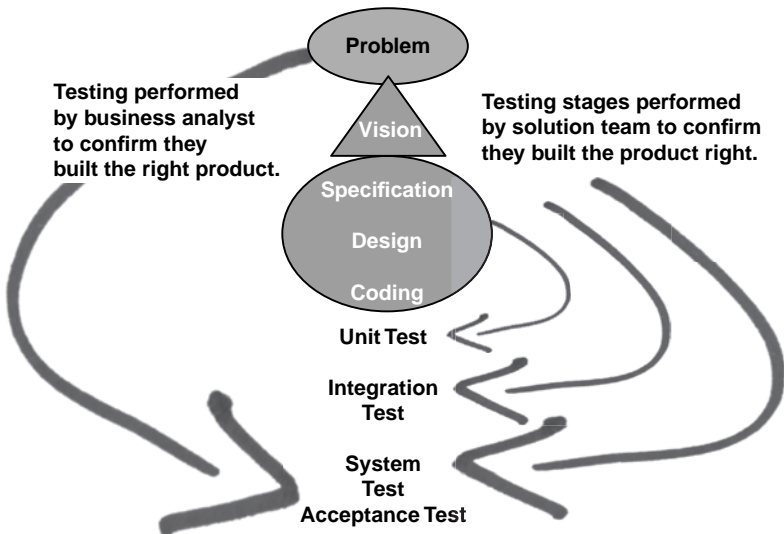 Problem
Testing performed
by business analyst
to confirm they
built the right product.
Vision
Testing stages performed
by solution team to confirm
they built the product right.
Specification
Design
Coding
Unit Test
Integration
Test
System
Test
Acceptance Test